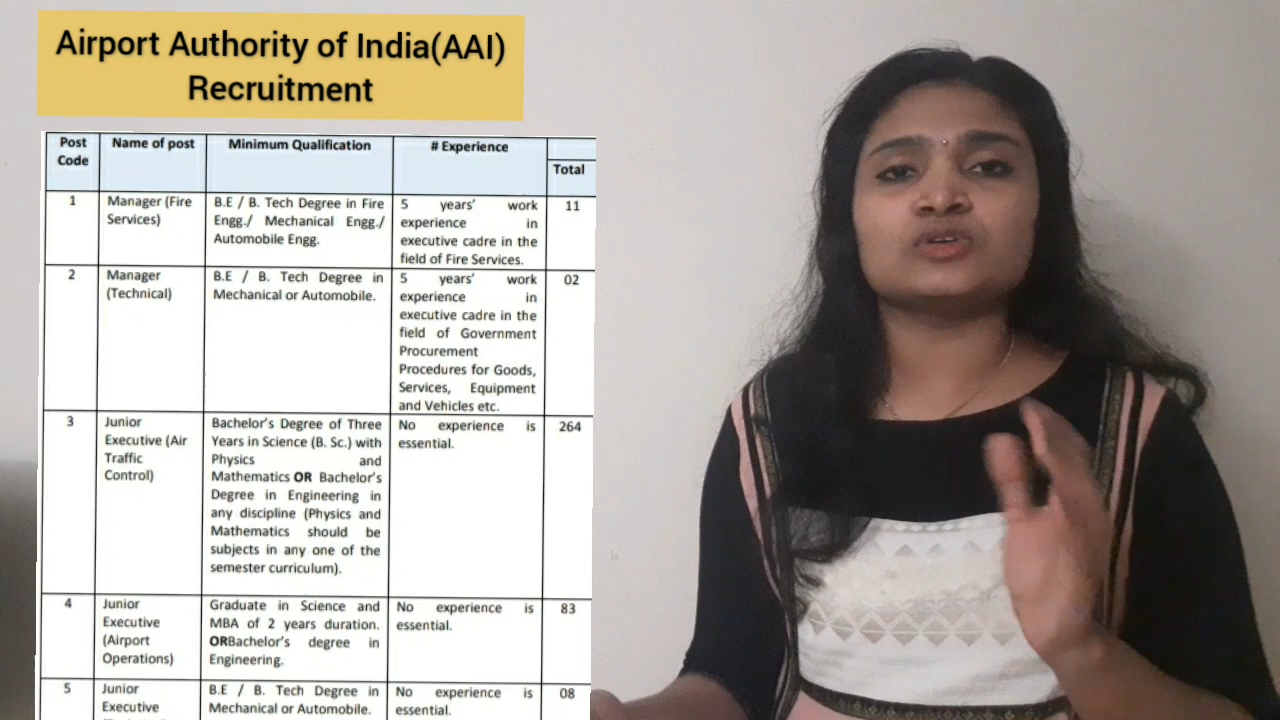 Airport Authority of India(AAI)
Recruitment
Post Code | Name of post | Minimum Qualification | # Experience | Total
1 | Manager (Fire Services) | B.E / B. Tech Degree in Fire Engg./ Mechanical Engg./ Automobile Engg. | 5 years’ work experience in executive cadre in the field of Fire Services. | 11
2 | Manager (Technical) | B.E / B. Tech Degree in Mechanical or Automobile. | 5 years’ work experience in executive cadre in the field of Government Procurement Procedures for Goods, Services, Equipment and Vehicles etc. | 02
3 | Junior Executive (Air Traffic Control) | Bachelor’s Degree of Three Years in Science (B. Sc.) with Physics and Mathematics OR Bachelor’s Degree in Engineering in any discipline (Physics and Mathematics should be subjects in any one of the semester curriculum). | No experience is essential. | 264
4 | Junior Executive (Airport Operations) | Graduate in Science and MBA of 2 years duration. ORBachelor’s degree in Engineering. | No experience is essential. | 83
5 | Junior Executive | B.E / B. Tech Degree in Mechanical or Automobile. | No experience is essential. | 08